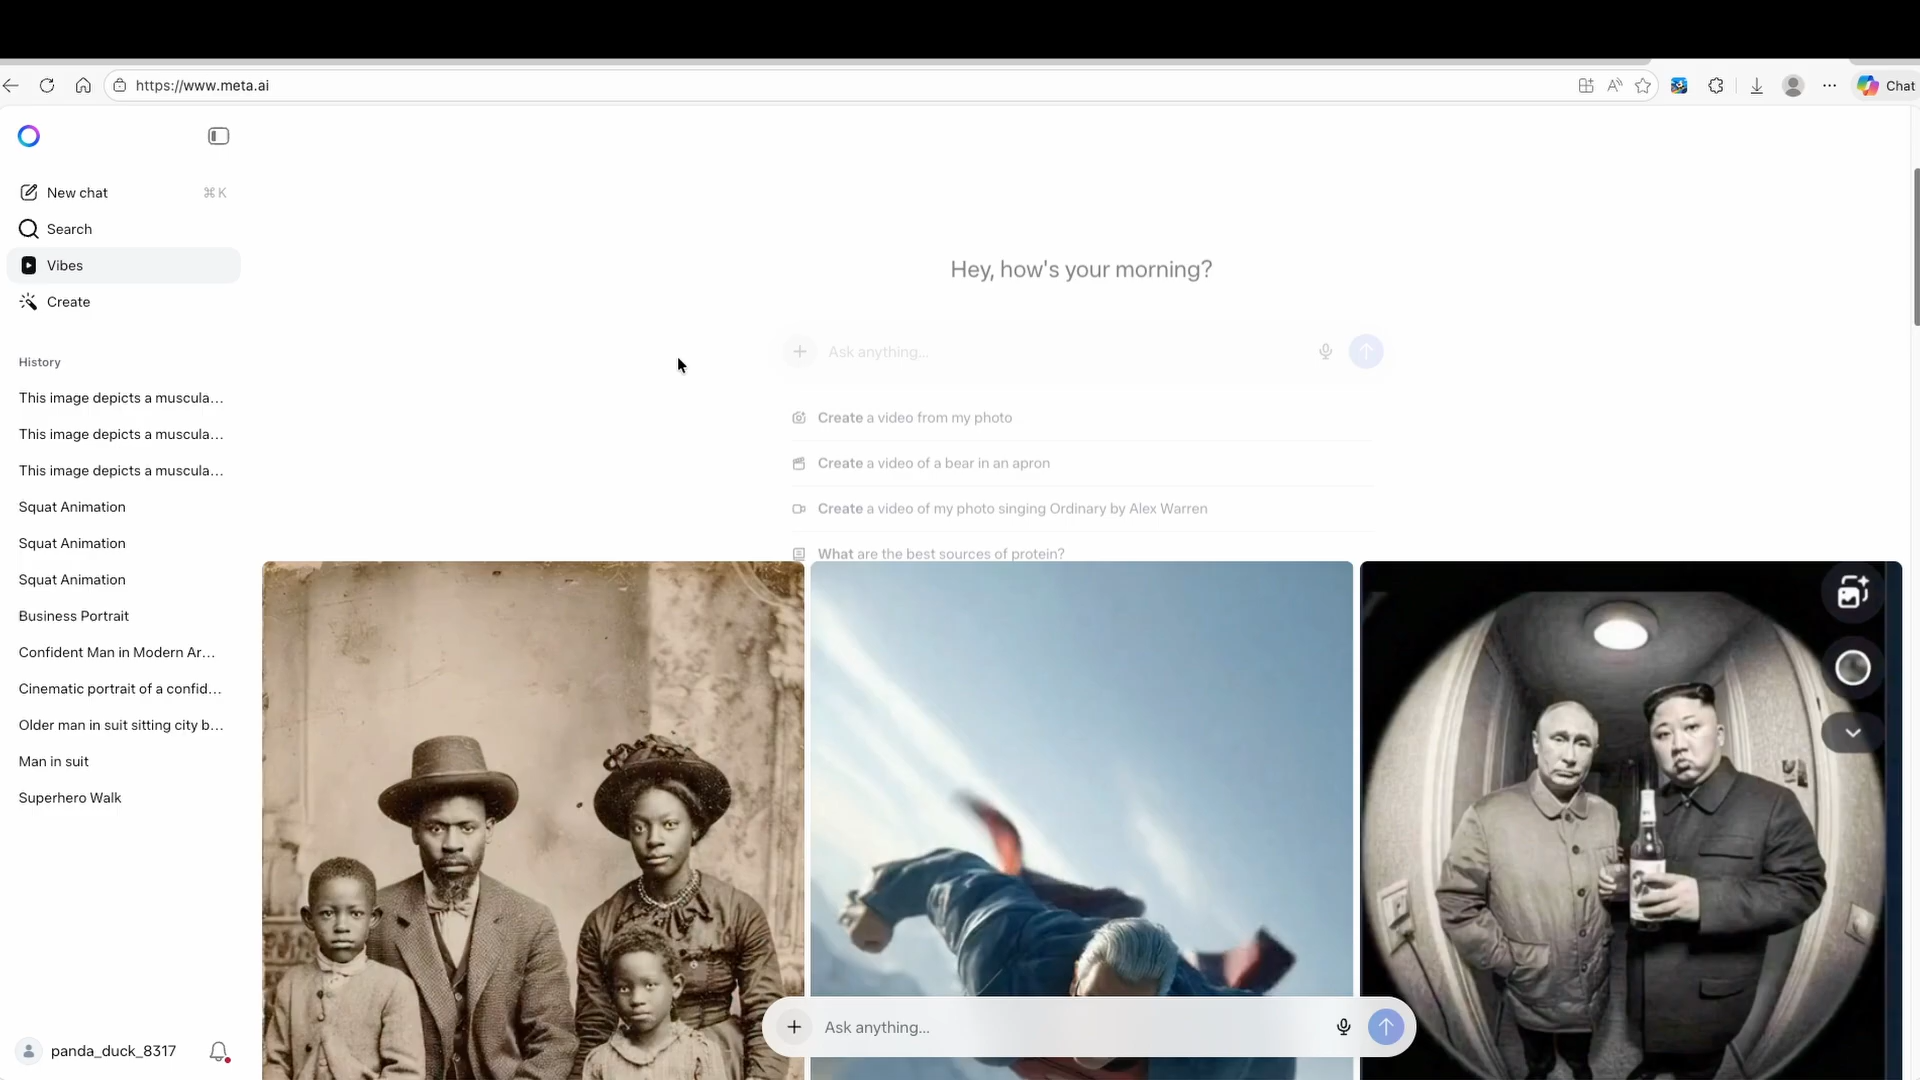 https://www.meta.ai
Chat
New chat
⌘ K
Search
Vibes
Create
History
This image depicts a muscula...
This image depicts a muscula...
This image depicts a muscula...
Squat Animation
Squat Animation
Squat Animation
Business Portrait
Confident Man in Modern Ar...
Cinematic portrait of a confid...
Older man in suit sitting city b...
Man in suit
Superhero Walk
panda_duck_8317
Hey, how's your morning?
Ask anything...
Create a video from my photo
Create a video of a bear in an apron
Create a video of my photo singing Ordinary by Alex Warren
What are the best sources of protein?
Ask anything...